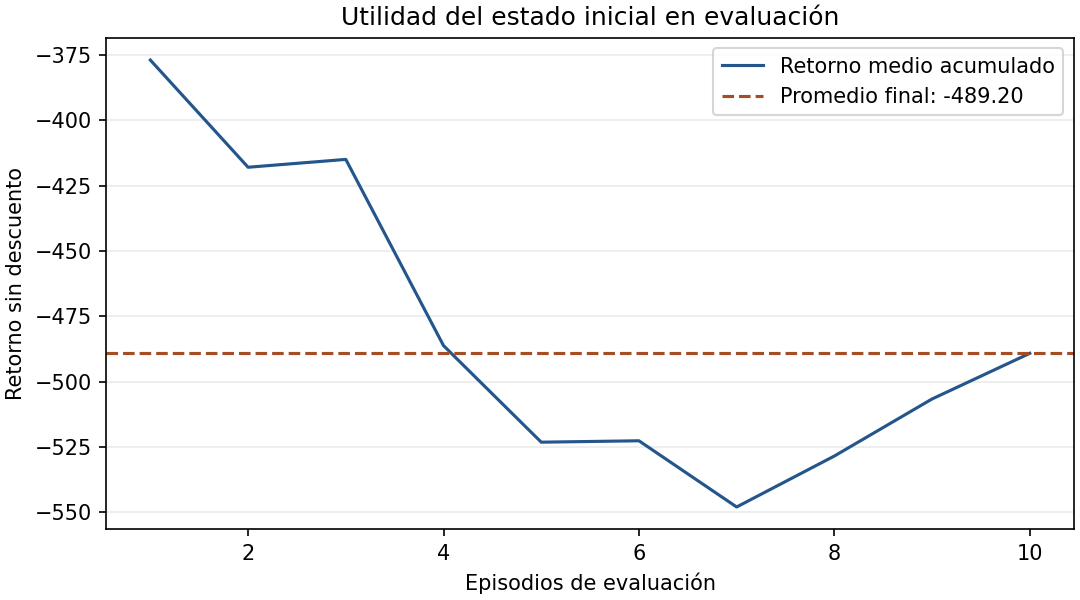 Utilidad del estado inicial en evaluación
Retorno medio acumulado
Promedio final: -489.20
Retorno sin descuento
−375
−400
−425
−450
−475
−500
−525
−550
2
4
6
8
10
Episodios de evaluación